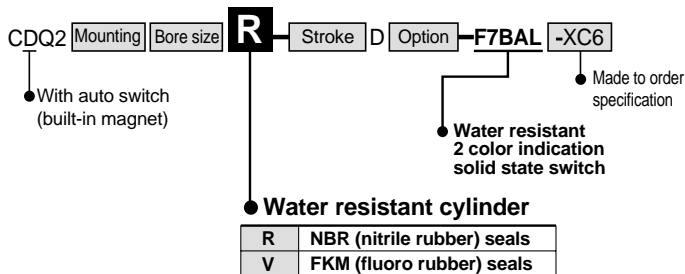 CDQ2 Mounting Bore size R Stroke D Option F7BAL -XC6
With auto switch
(built-in magnet)
Made to order
specification
Water resistant
2 color indication
solid state switch
Water resistant cylinder
R NBR (nitrile rubber) seals
V FKM (fluoro rubber) seals